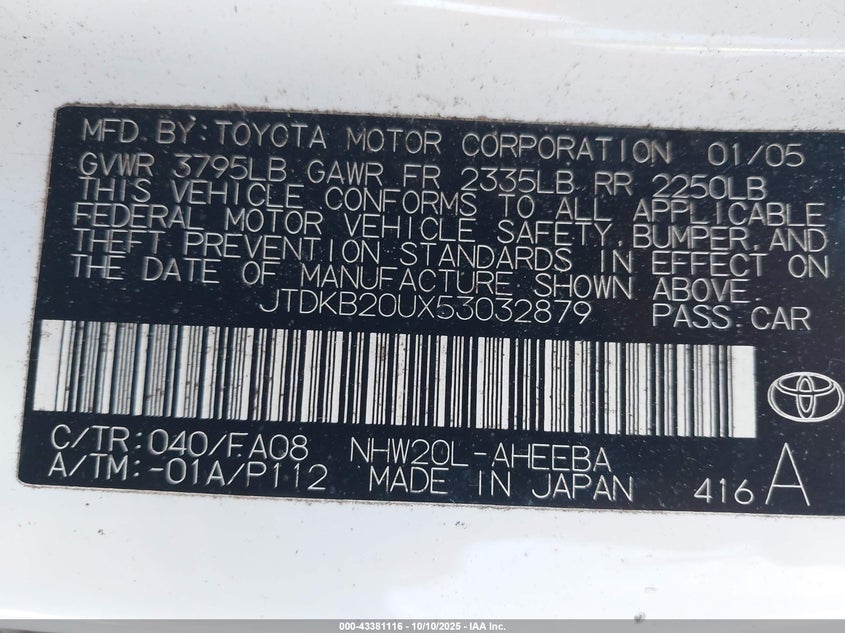 MFD BY: TOYOTA MOTOR CORPORATION 01/05
GVWR 3795LB GAWR FR 2335LB RR 2250LB
THIS VEHICLE CONFORMS TO ALL APPLICABLE
FEDERAL MOTOR VEHICLE SAFETY, BUMPER, AND
THEFT PREVENTION STANDARDS IN EFFECT ON
THE DATE OF MANUFACTURE SHOWN ABOVE.
JTDKB20UX53032879 PASS.CAR
C/TR: 040/FA08 NHW20L-AHEEBA
A/TM: -01A/P112 MADE IN JAPAN 416 A
000-43381116 - 10/10/2025 - IAA Inc.